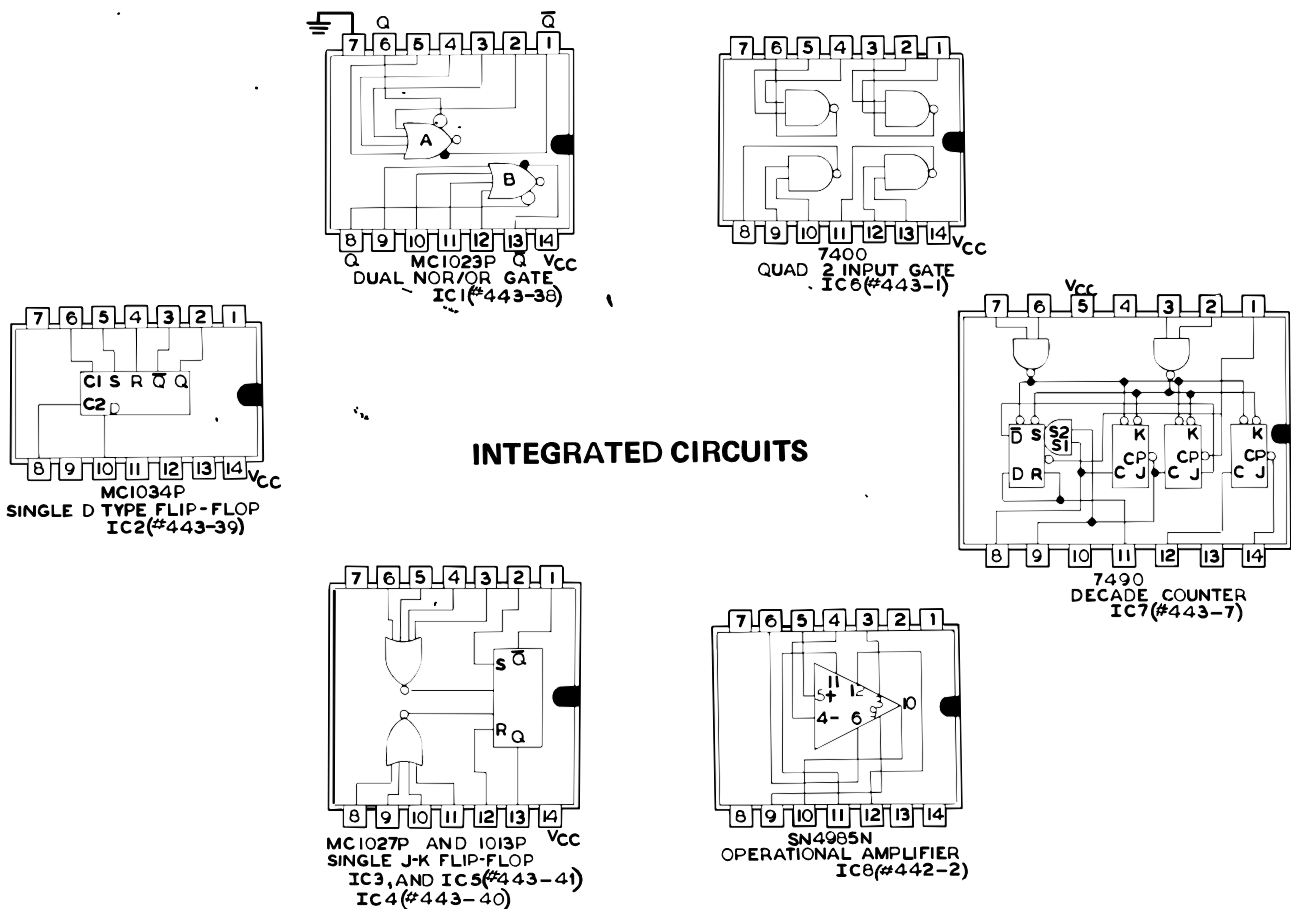 Q Q̅
7 6 5 4 3 2 1
A
B
8 9 10 11 12 13 14
Q Q̅ VCC
MC1023P
DUAL NOR/OR GATE
IC1(#443-38)
7 6 5 4 3 2 1
8 9 10 11 12 13 14
VCC
7400
QUAD 2 INPUT GATE
IC6(#443-1)
7 6 5 4 3 2 1
C1 S R Q̅ Q
C2 D
8 9 10 11 12 13 14
VCC
MC1034P
SINGLE D TYPE FLIP-FLOP
IC2(#443-39)
INTEGRATED CIRCUITS
VCC
7 6 5 4 3 2 1
D̅ S S2 K K K
S1 CP CP CP
D R C J C J C J
8 9 10 11 12 13 14
7490
DECADE COUNTER
IC7(#443-7)
7 6 5 4 3 2 1
S Q̅
R Q
8 9 10 11 12 13 14
VCC
MC1027P AND 1013P
SINGLE J-K FLIP-FLOP
IC3, AND IC5(#443-41)
IC4(#443-40)
7 6 5 4 3 2 1
11 12
5+ 3 10
4- 6 9
8 9 10 11 12 13 14
SN4985N
OPERATIONAL AMPLIFIER
IC8(#442-2)